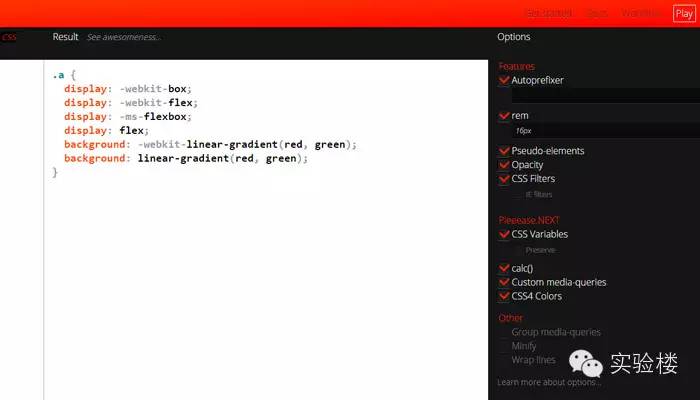 Get started
Docs
Play
CSS
Result See awesomeness...
Options
.a {
display: -webkit-box;
display: -webkit-flex;
display: -ms-flexbox;
display: flex;
background: -webkit-linear-gradient(red, green);
background: linear-gradient(red, green);
}
Features
Autoprefixer
rem
16px
Pseudo-elements
Opacity
CSS Filters
IE filters
Pleeease.NEXT
CSS Variables
Preserve
calc()
Custom media-queries
CSS4 Colors
Other
Group media-queries
Minify
Wrap lines
Learn more about options...
实验楼